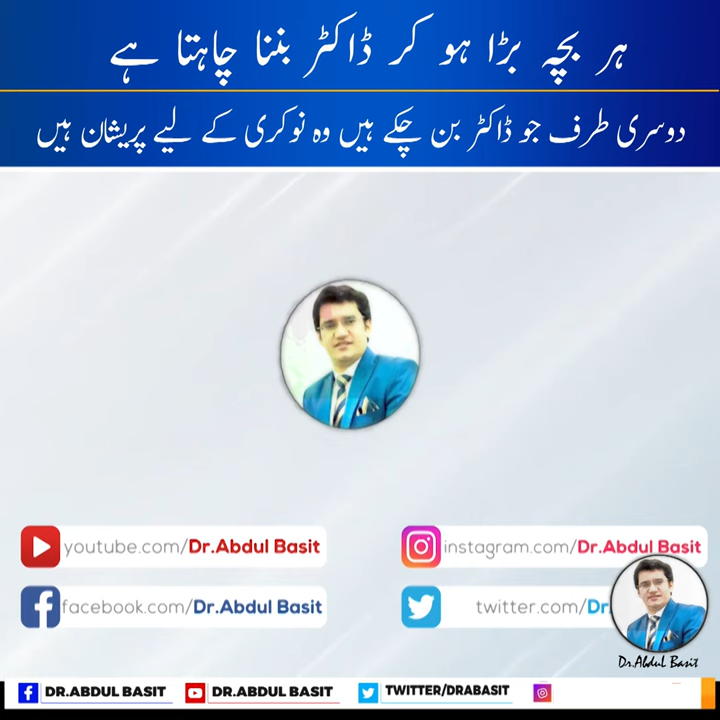 ہر بچہ بڑا ہو کر ڈاکٹر بننا چاہتا ہے
دوسری طرف جو ڈاکٹر بن چکے ہیں وہ نوکری کے لیے پریشان ہیں
youtube.com/Dr.Abdul Basit
instagram.com/Dr.Abdul Basit
facebook.com/Dr.Abdul Basit
twitter.com/Dr
Dr.Abdul Basit
DR.ABDUL BASIT
DR.ABDUL BASIT
TWITTER/DRABASIT